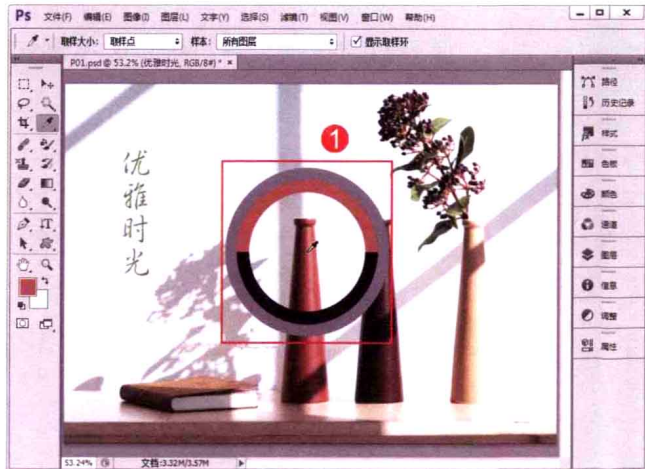 Ps 文件(F) 编辑(E) 图像(I) 图层(L) 文字(Y) 选择(S) 滤镜(T) 视图(V) 窗口(W) 帮助(H)
取样大小: 取样点 样本: 所有图层 显示取样环
P01.psd @ 53.2% (优雅时光, RGB/8#) * ×
路径
历史记录
样式
色板
颜色
通道
图层
信息
调整
属性
1
优雅时光
53.24% 文档:3.32M/3.57M